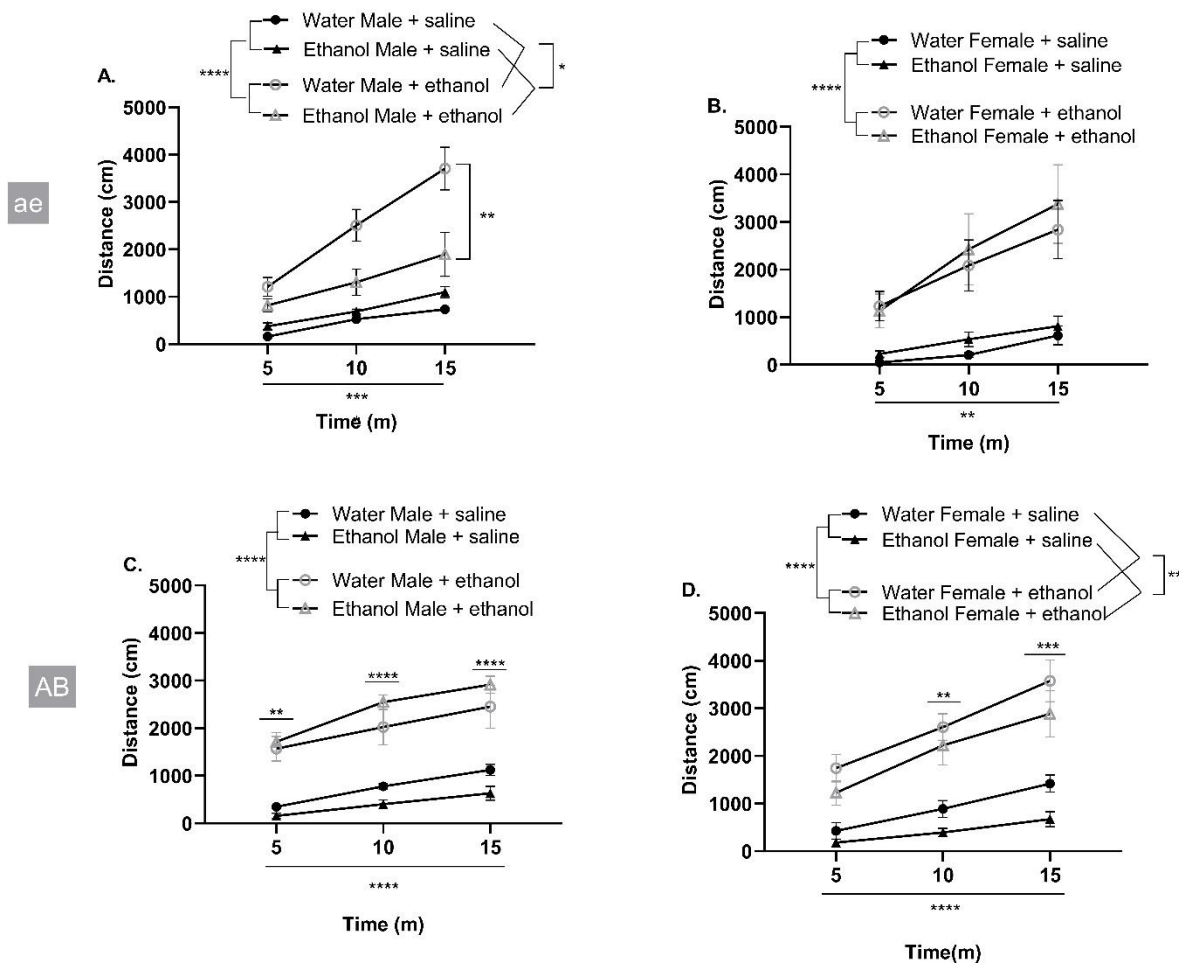 Water Male + saline
Ethanol Male + saline
Water Male + ethanol
Ethanol Male + ethanol
****
*
A.
5000
4000
3000
2000
1000
0
Distance (cm)
**
5 10 15
***
*
Time (m)
ae
Water Female + saline
Ethanol Female + saline
Water Female + ethanol
Ethanol Female + ethanol
****
B.
5000
4000
3000
2000
1000
0
Distance (cm)
5 10 15
**
Time (m)
Water Male + saline
Ethanol Male + saline
Water Male + ethanol
Ethanol Male + ethanol
****
C.
5000
4000
3000
2000
1000
0
Distance (cm)
** **** ****
5 10 15
****
Time (m)
AB
Water Female + saline
Ethanol Female + saline
Water Female + ethanol
Ethanol Female + ethanol
****
**
D.
5000
4000
3000
2000
1000
0
Distance (cm)
** ***
5 10 15
****
Time(m)